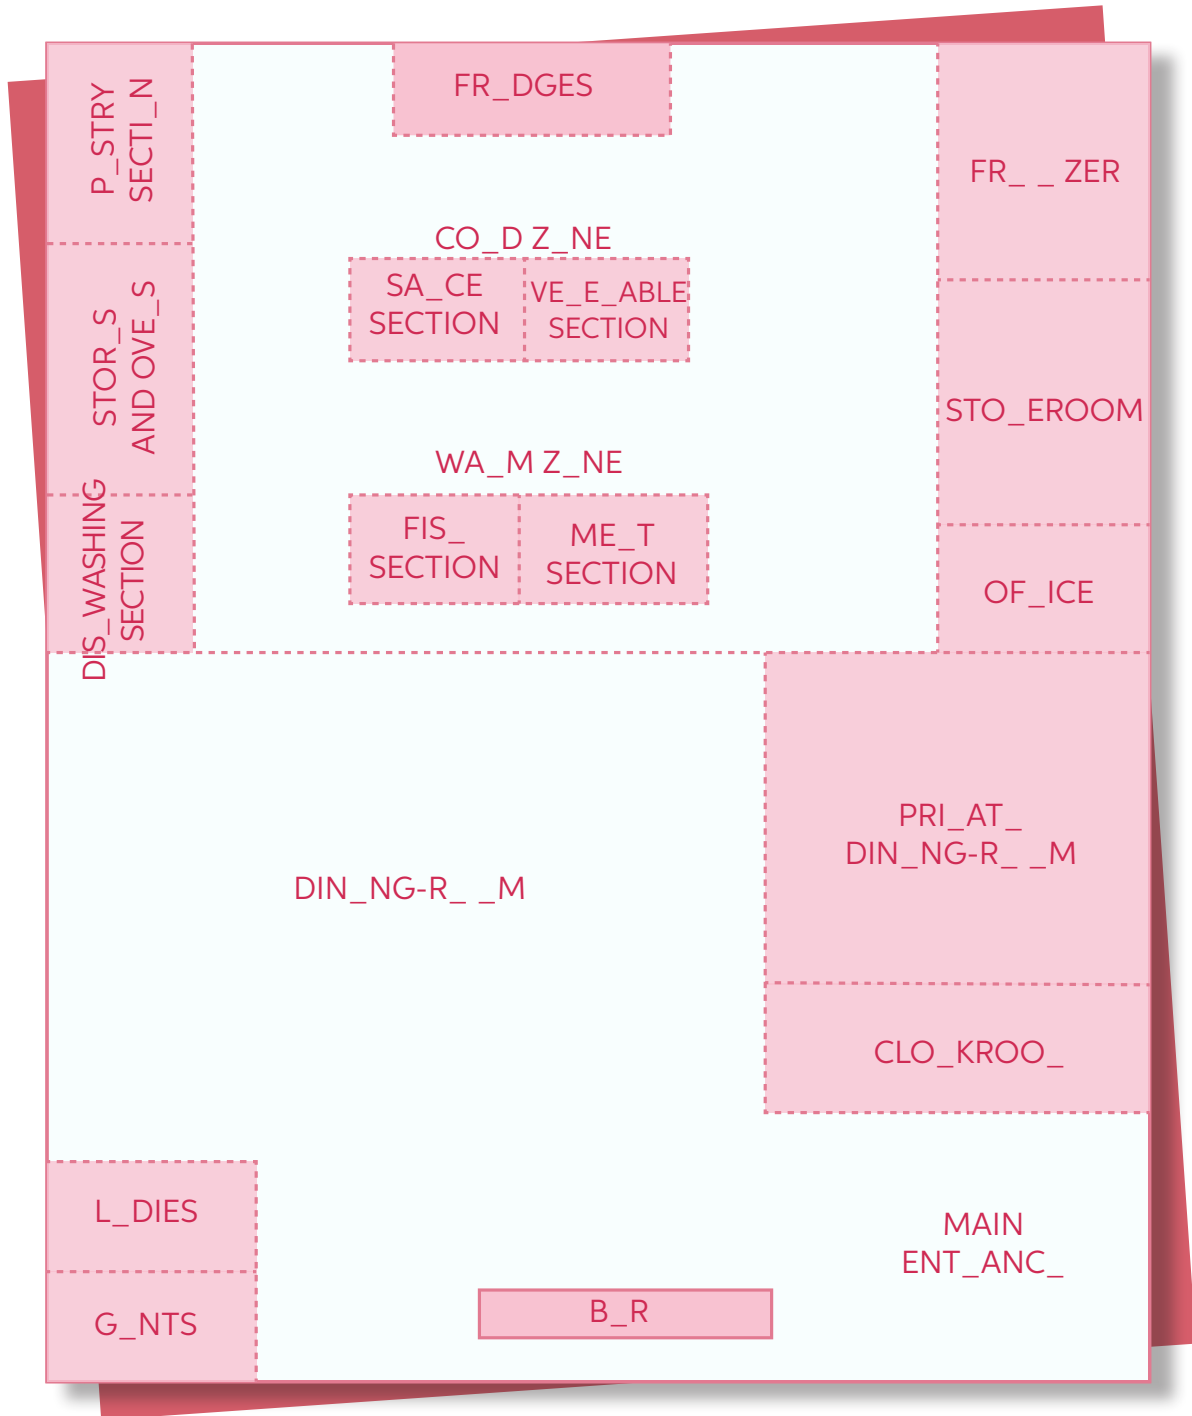 P_STRY
SECTI_N
FR_DGES
FR_ _ ZER
CO_D Z_NE
SA_CE
SECTION
VE_E_ABLE
SECTION
STOR_S
AND OVE_S
STO_EROOM
WA_M Z_NE
FIS_
SECTION
ME_T
SECTION
DIS_WASHING
SECTION
OF_ICE
PRI_AT_
DIN_NG-R_ _M
DIN_NG-R_ _M
CLO_KROO_
L_DIES
MAIN
ENT_ANC_
G_NTS
B_R